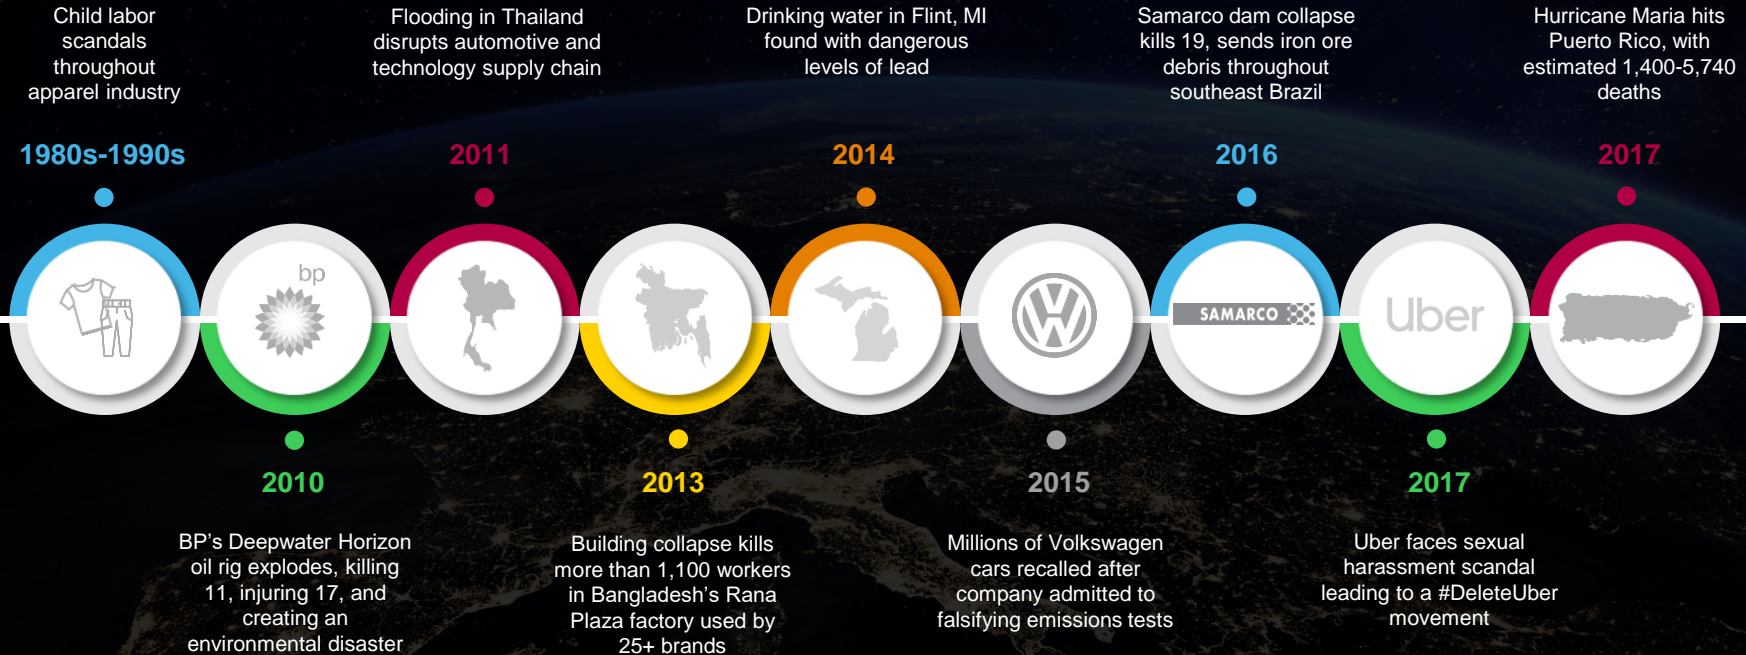 Child labor
scandals
throughout
apparel industry
1980s-1990s
bp
2010
BP’s Deepwater Horizon
oil rig explodes, killing
11, injuring 17, and
creating an
environmental disaster
Flooding in Thailand
disrupts automotive and
technology supply chain
2011
2013
Building collapse kills
more than 1,100 workers
in Bangladesh’s Rana
Plaza factory used by
25+ brands
Drinking water in Flint, MI
found with dangerous
levels of lead
2014
2015
Millions of Volkswagen
cars recalled after
company admitted to
falsifying emissions tests
Samarco dam collapse
kills 19, sends iron ore
debris throughout
southeast Brazil
2016
SAMARCO
Uber
2017
Uber faces sexual
harassment scandal
leading to a #DeleteUber
movement
Hurricane Maria hits
Puerto Rico, with
estimated 1,400-5,740
deaths
2017